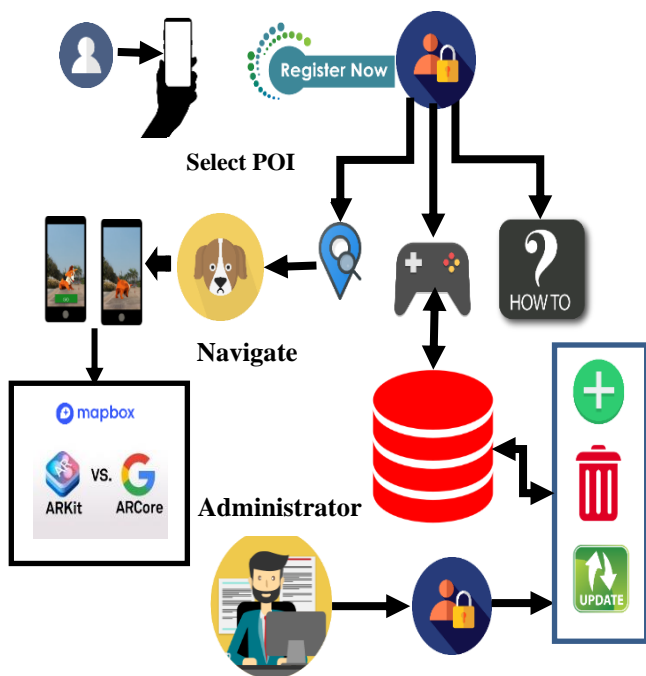 Register Now
Select POI
HOW TO
Navigate
mapbox
VS.
ARKit
ARCore
Administrator
UPDATE